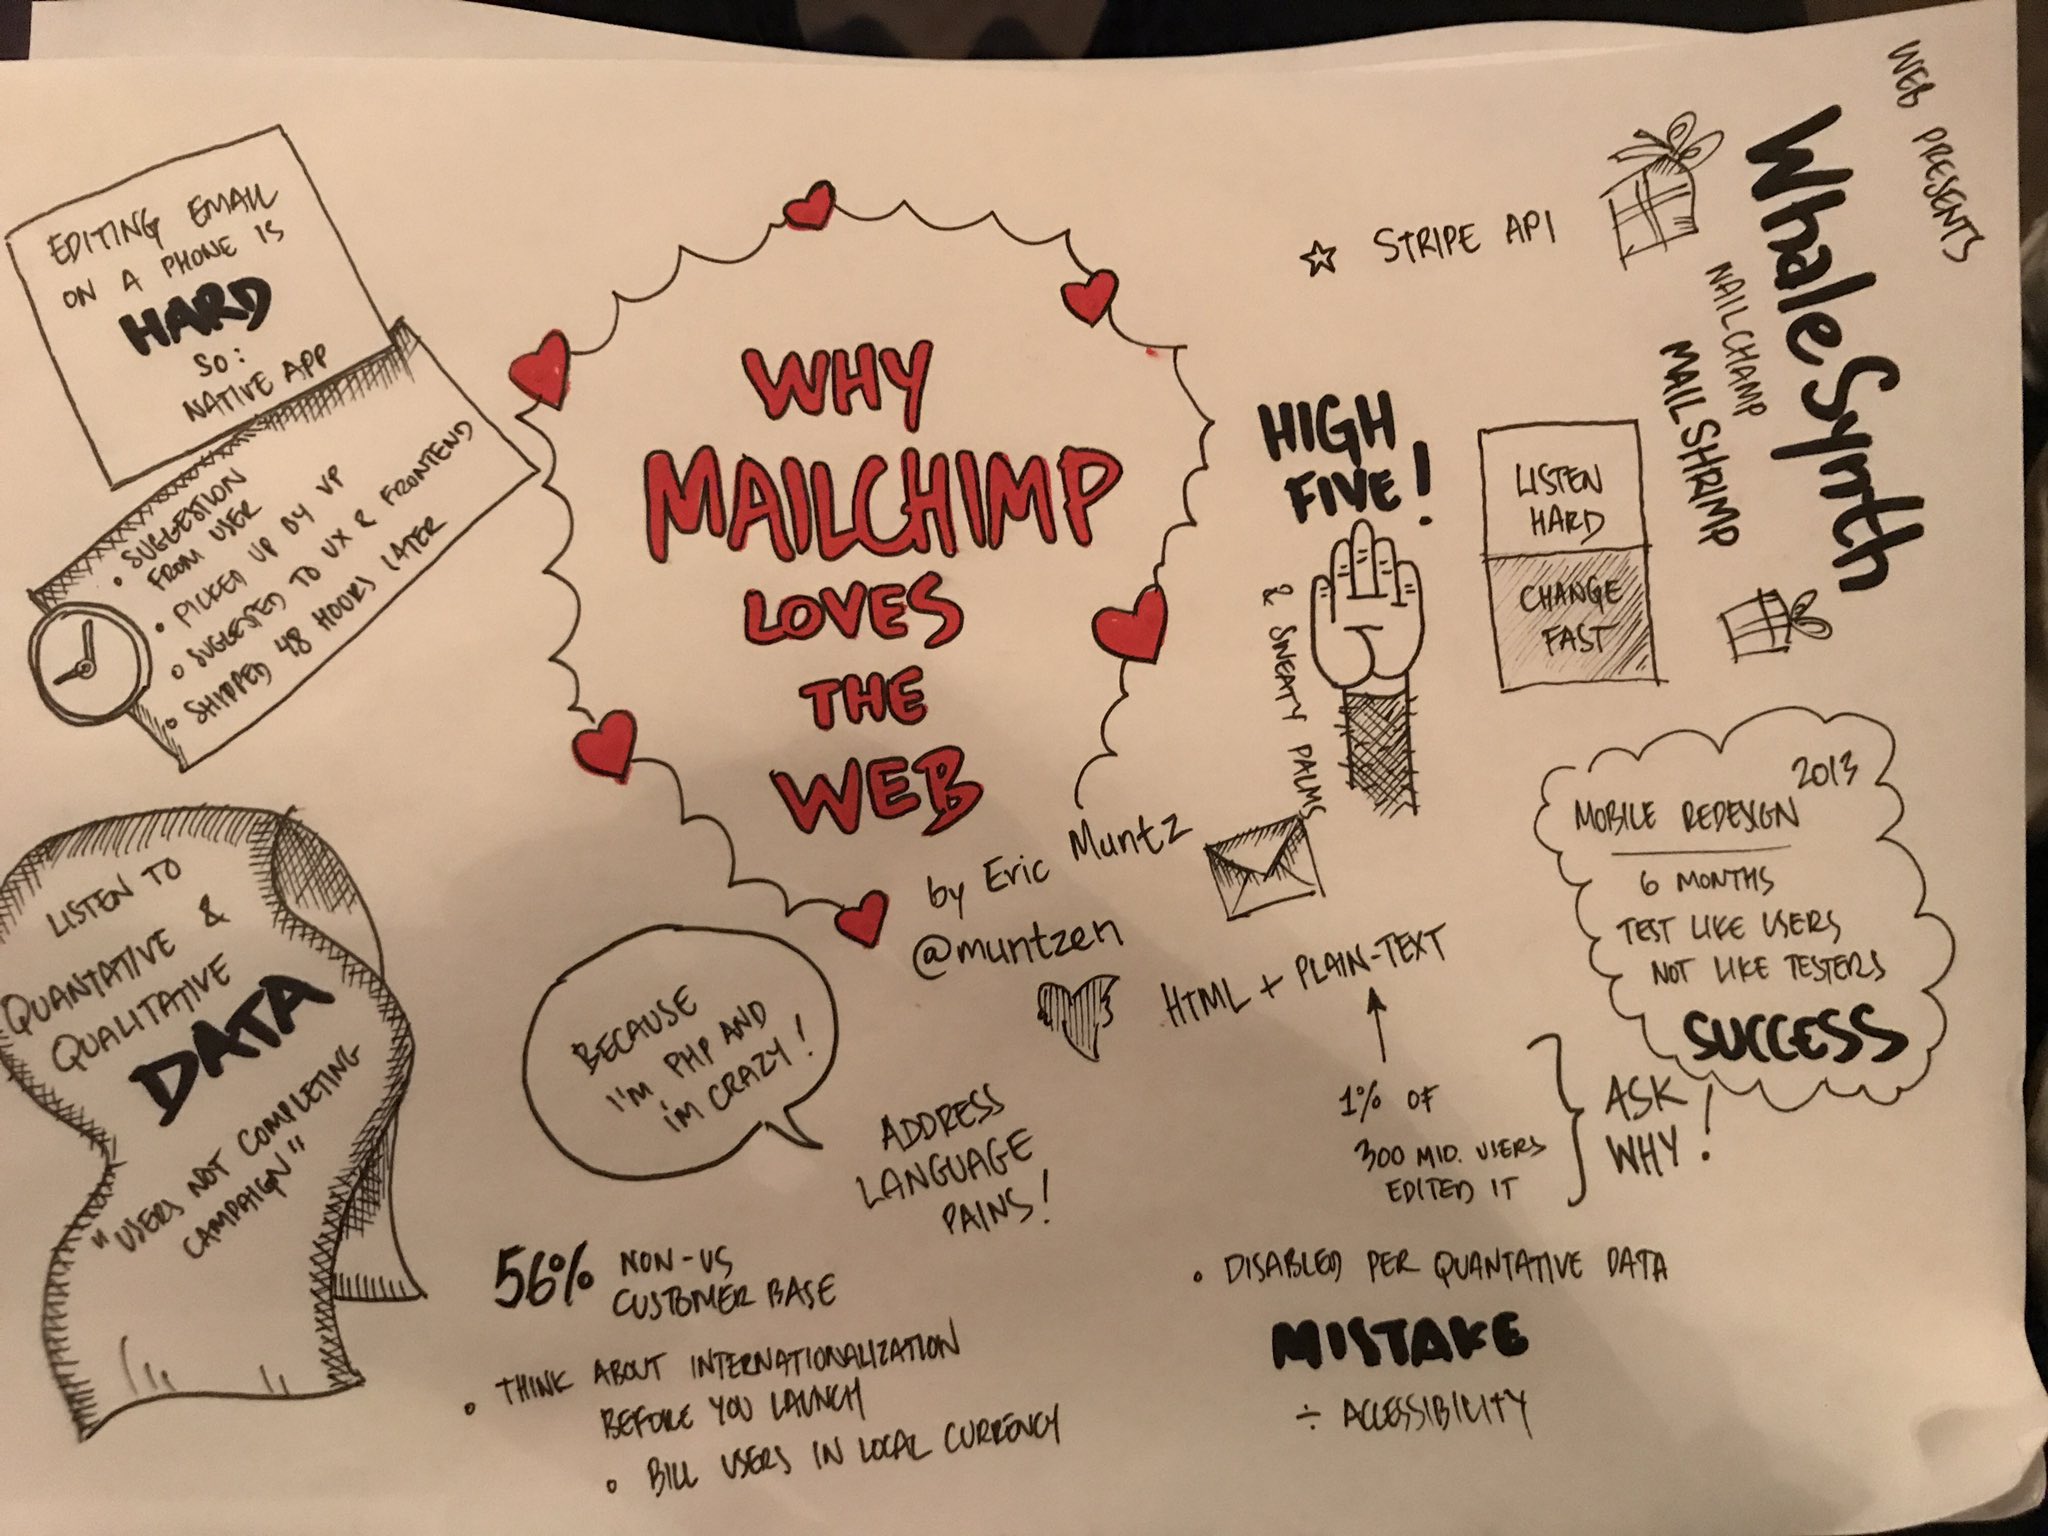 WHY
MAILCHIMP
LOVES
THE
WEB
by Eric Muntz
@muntzen
EDITING EMAIL
ON A PHONE IS
HARD
SO:
NATIVE APP
• SUGGESTION
FROM USER
• PICKED UP BY VP
• SUGGESTED TO UX & FRONTEND
• SHIPPED 48 HOURS LATER
LISTEN TO
QUANTATIVE &
QUALITATIVE
DATA
"USERS NOT COMPLETING
CAMPAIGN"
BECAUSE
I'M PHP AND
I'M CRAZY!
ADDRESS
LANGUAGE
PAINS!
56% NON-US
CUSTOMER BASE
• THINK ABOUT INTERNATIONALIZATION
BEFORE YOU LAUNCH
• BILL USERS IN LOCAL CURRENCY
☆ STRIPE API
WEB PRESENTS
WhaleSynth
NAILCHAMP
MAILSHRIMP
HIGH
FIVE!
& SWEATY PALMS
LISTEN
HARD
CHANGE
FAST
2013
MOBILE REDESIGN
6 MONTHS
TEST LIKE USERS
NOT LIKE TESTERS
SUCCESS
HTML + PLAIN-TEXT
1% OF
300 MIO. USERS
EDITED IT
ASK
WHY!
• DISABLED PER QUANTATIVE DATA
MISTAKE
÷ ACCESSIBILITY